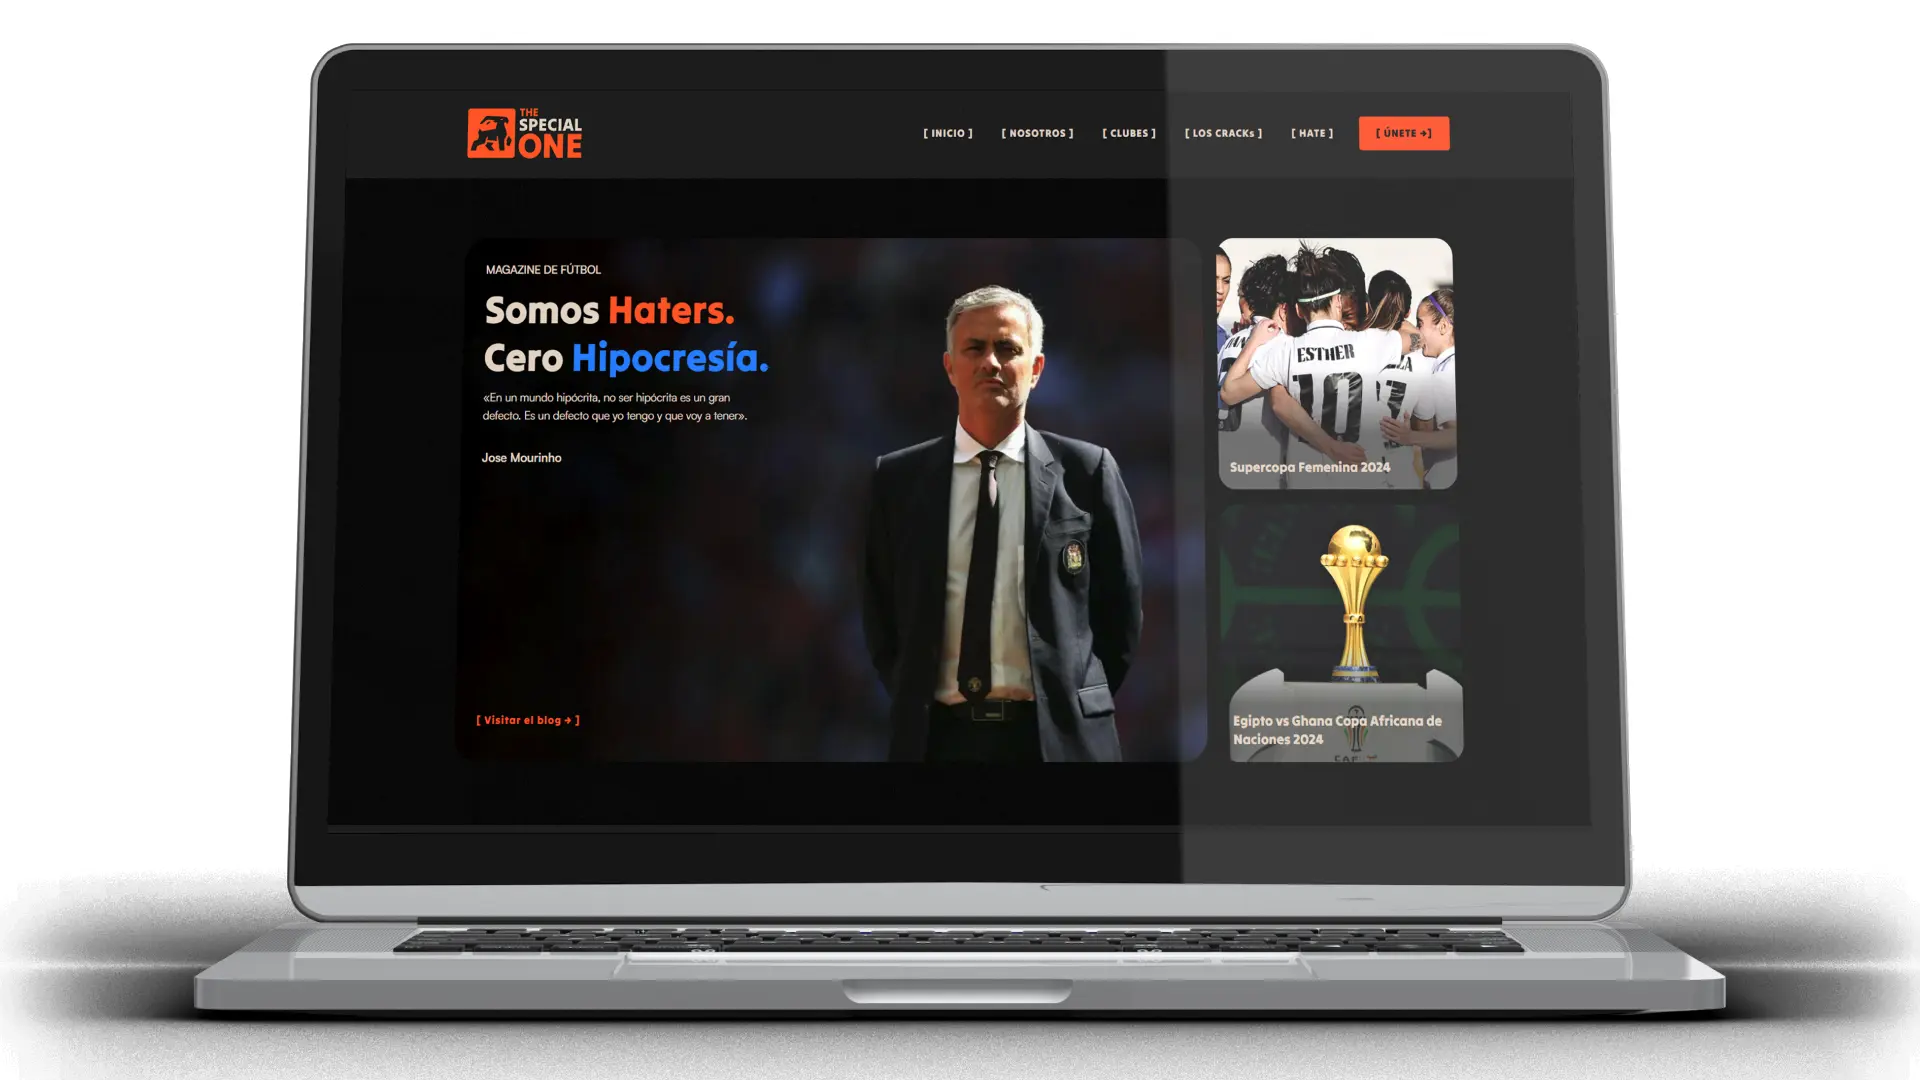 THE
SPECIAL
ONE
[ INICIO ] [ NOSOTROS ] [ CLUBES ] [ LOS CRACKs ] [ HATE ] [ ÚNETE → ]
MAGAZINE DE FÚTBOL
Somos Haters.
Cero Hipocresía.
«En un mundo hipócrita, no ser hipócrita es un gran
defecto. Es un defecto que yo tengo y que voy a tener».
Jose Mourinho
[ Visitar el blog → ]
ESTHER
10
7
Supercopa Femenina 2024
Egipto vs Ghana Copa Africana de
Naciones 2024
CAF